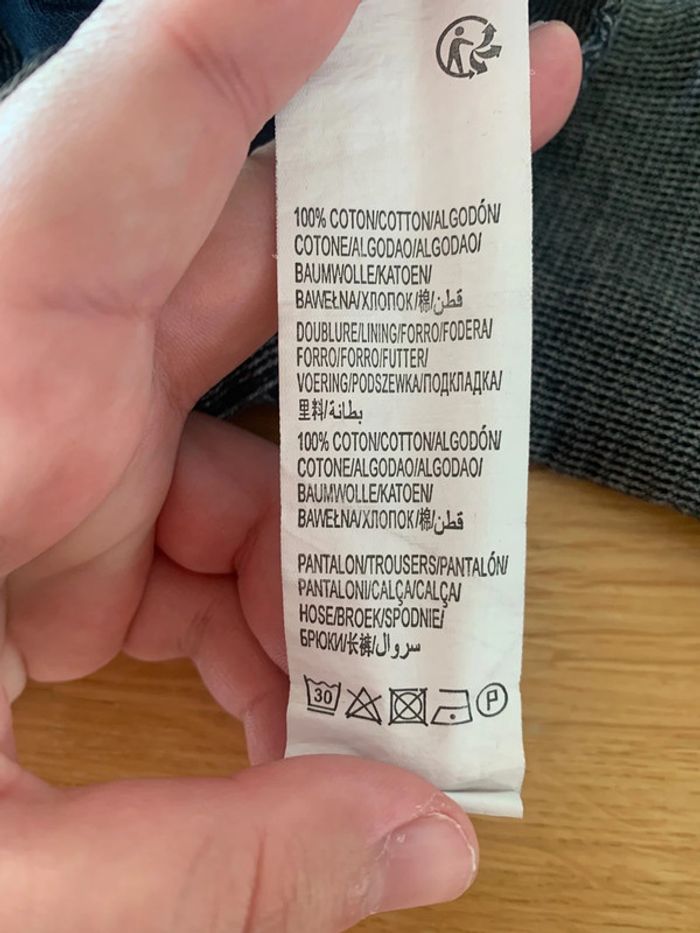 100% COTON/COTTON/ALGODÓN/
COTONE/ALGODAO/ALGODAO/
BAUMWOLLE/KATOEN/
BAWEŁNA/ХЛОПОК/棉/قطن
DOUBLURE/LINING/FORRO/FODERA/
FORRO/FORRO/FUTTER/
VOERING/PODSZEWKA/ПОДКЛАДКА/
里料/بطانة
100% COTON/COTTON/ALGODÓN/
COTONE/ALGODAO/ALGODAO/
BAUMWOLLE/KATOEN/
BAWEŁNA/ХЛОПОК/棉/قطن
PANTALON/TROUSERS/PANTALÓN/
PANTALONI/CALÇA/CALÇA/
HOSE/BROEK/SPODNIE/
БРЮКИ/长裤/سروال
30 P